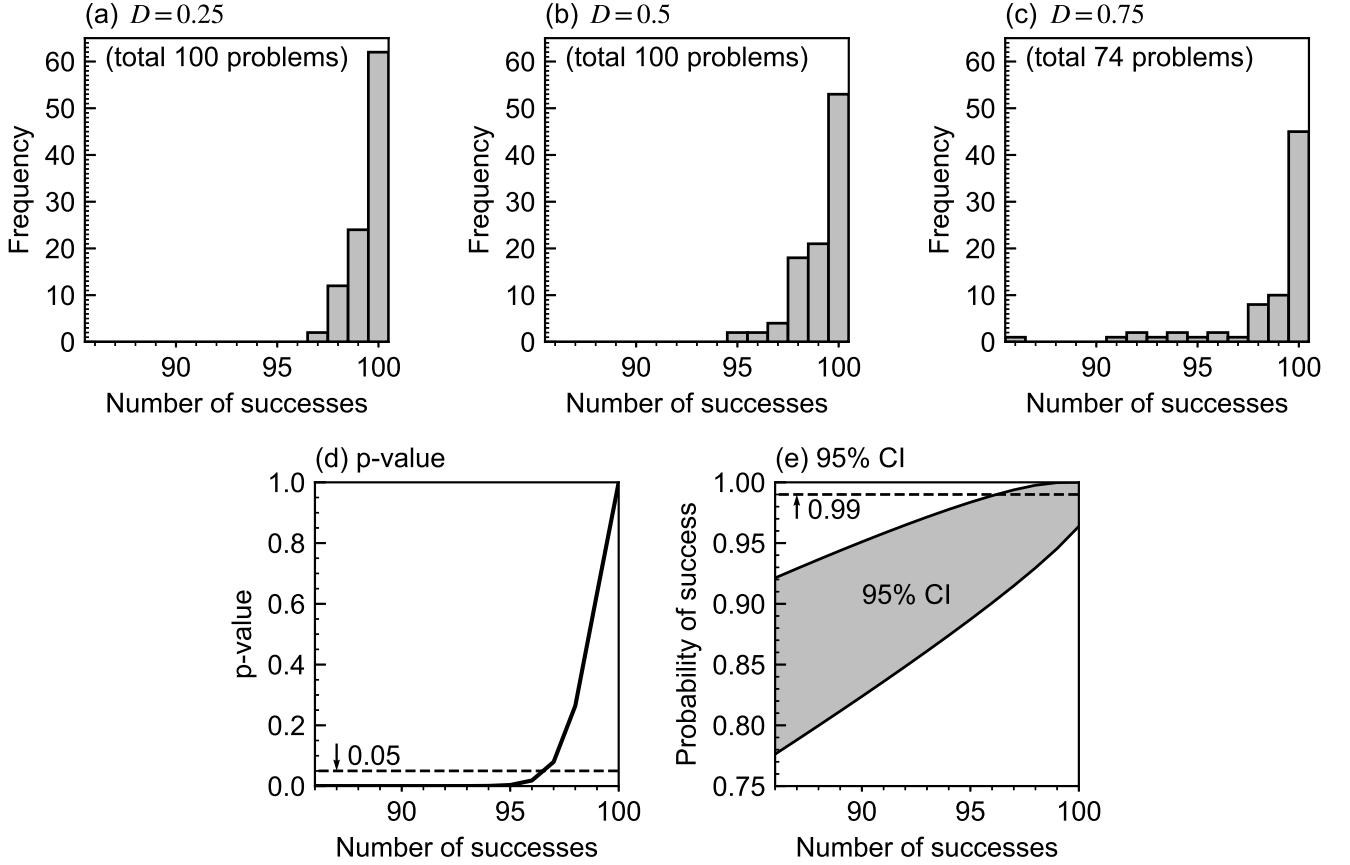 (a) D=0.25
(total 100 problems)
60
50
40
30
20
10
0
Frequency
90 95 100
Number of successes
(b) D=0.5
(total 100 problems)
60
50
40
30
20
10
0
Frequency
90 95 100
Number of successes
(c) D=0.75
(total 74 problems)
60
50
40
30
20
10
0
Frequency
90 95 100
Number of successes
(d) p-value
1.0
0.8
0.6
0.4
0.2
0.0
p-value
0.05
90 95 100
Number of successes
(e) 95% CI
1.00
0.95
0.90
0.85
0.80
0.75
Probability of success
0.99
95% CI
90 95 100
Number of successes